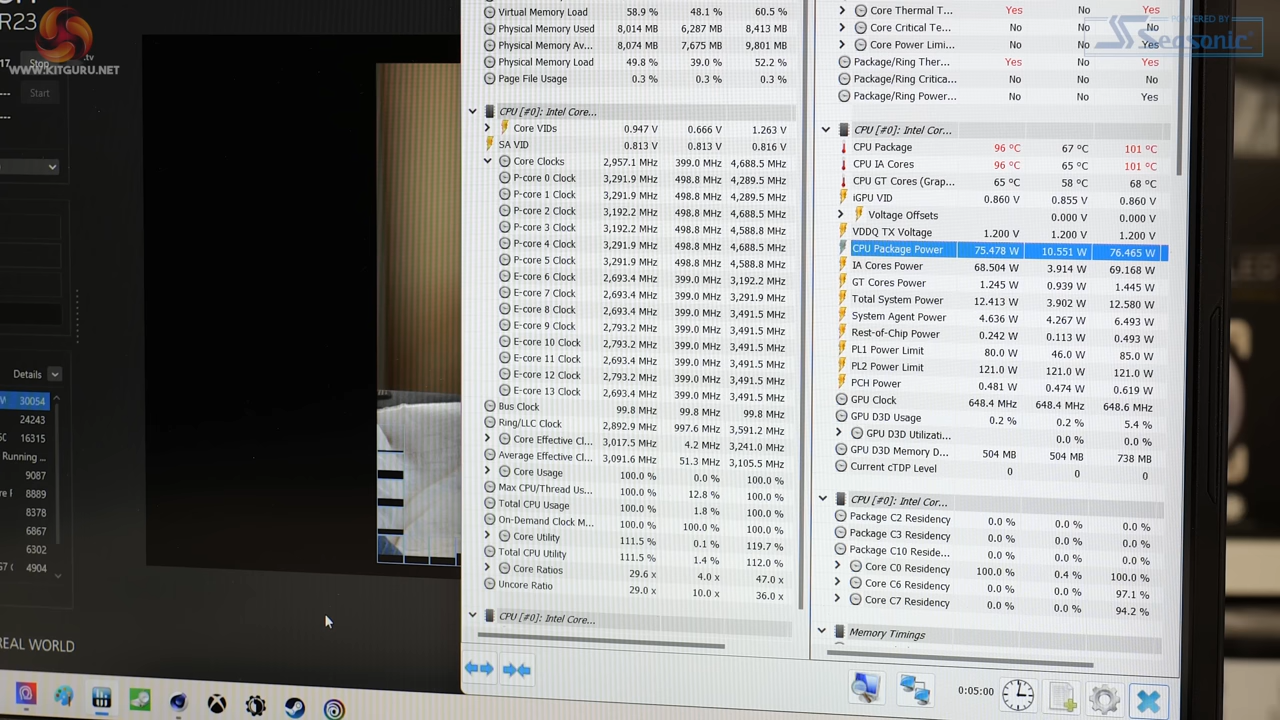 R23
.tv
WWW.KITGURU.NET
17
Stop
Start
Details
30054
24243
16315
Running ...
9087
8889
8378
6867
6302
4904
REAL WORLD
Virtual Memory Load 58.9 % 48.1 % 60.5 %
Physical Memory Used 8,014 MB 6,287 MB 8,413 MB
Physical Memory Av... 8,074 MB 7,675 MB 9,801 MB
Physical Memory Load 49.8 % 39.0 % 52.2 %
Page File Usage 0.3 % 0.3 % 0.3 %
CPU [#0]: Intel Core...
Core VIDs 0.947 V 0.666 V 1.263 V
SA VID 0.813 V 0.813 V 0.816 V
Core Clocks 2,957.1 MHz 399.0 MHz 4,688.5 MHz
P-core 0 Clock 3,291.9 MHz 498.8 MHz 4,289.5 MHz
P-core 1 Clock 3,291.9 MHz 498.8 MHz 4,289.5 MHz
P-core 2 Clock 3,192.2 MHz 498.8 MHz 4,688.5 MHz
P-core 3 Clock 3,192.2 MHz 498.8 MHz 4,588.8 MHz
P-core 4 Clock 3,291.9 MHz 498.8 MHz 4,688.5 MHz
P-core 5 Clock 3,291.9 MHz 498.8 MHz 4,588.8 MHz
E-core 6 Clock 2,693.4 MHz 399.0 MHz 3,192.2 MHz
E-core 7 Clock 2,693.4 MHz 399.0 MHz 3,291.9 MHz
E-core 8 Clock 2,693.4 MHz 399.0 MHz 3,491.5 MHz
E-core 9 Clock 2,793.2 MHz 399.0 MHz 3,491.5 MHz
E-core 10 Clock 2,793.2 MHz 399.0 MHz 3,491.5 MHz
E-core 11 Clock 2,693.4 MHz 399.0 MHz 3,491.5 MHz
E-core 12 Clock 2,793.2 MHz 399.0 MHz 3,491.5 MHz
E-core 13 Clock 2,693.4 MHz 399.0 MHz 3,491.5 MHz
Bus Clock 99.8 MHz 99.8 MHz 99.8 MHz
Ring/LLC Clock 2,892.9 MHz 997.6 MHz 3,591.2 MHz
Core Effective Cl... 3,017.5 MHz 4.2 MHz 3,241.0 MHz
Average Effective Cl... 3,091.6 MHz 51.3 MHz 3,105.5 MHz
Core Usage 100.0 % 0.0 % 100.0 %
Max CPU/Thread Us... 100.0 % 12.8 % 100.0 %
Total CPU Usage 100.0 % 1.8 % 100.0 %
On-Demand Clock M... 100.0 % 100.0 % 100.0 %
Core Utility 111.5 % 0.1 % 119.7 %
Total CPU Utility 111.5 % 1.4 % 112.0 %
Core Ratios 29.6 x 4.0 x 47.0 x
Uncore Ratio 29.0 x 10.0 x 36.0 x
CPU [#0]: Intel Core...
Core Thermal T... Yes No Yes
Core Critical Te... No No
Core Power Limi... No No Yes
Package/Ring Ther... Yes No Yes
Package/Ring Critica... No No No
Package/Ring Power... No No Yes
POWERED BY
Seasonic
CPU [#0]: Intel Cor...
CPU Package 96 °C 67 °C 101 °C
CPU IA Cores 96 °C 65 °C 101 °C
CPU GT Cores (Grap... 65 °C 58 °C 68 °C
iGPU VID 0.860 V 0.855 V 0.860 V
Voltage Offsets 0.000 V 0.000 V
VDDQ TX Voltage 1.200 V 1.200 V 1.200 V
CPU Package Power 75.478 W 10.551 W 76.465 W
IA Cores Power 68.504 W 3.914 W 69.168 W
GT Cores Power 1.245 W 0.939 W 1.445 W
Total System Power 12.413 W 3.902 W 12.580 W
System Agent Power 4.636 W 4.267 W 6.493 W
Rest-of-Chip Power 0.242 W 0.113 W 0.493 W
PL1 Power Limit 80.0 W 46.0 W 85.0 W
PL2 Power Limit 121.0 W 121.0 W 121.0 W
PCH Power 0.481 W 0.474 W 0.619 W
GPU Clock 648.4 MHz 648.4 MHz 648.6 MHz
GPU D3D Usage 0.2 % 0.2 % 5.4 %
GPU D3D Utilizati... 0.0 % 0.0 %
GPU D3D Memory D... 504 MB 504 MB 738 MB
Current cTDP Level 0 0 0
CPU [#0]: Intel Cor...
Package C2 Residency 0.0 % 0.0 % 0.0 %
Package C3 Residency 0.0 % 0.0 % 0.0 %
Package C10 Reside... 0.0 % 0.0 % 0.0 %
Core C0 Residency 100.0 % 0.4 % 100.0 %
Core C6 Residency 0.0 % 0.0 % 97.1 %
Core C7 Residency 0.0 % 0.0 % 94.2 %
Memory Timings
0:05:00